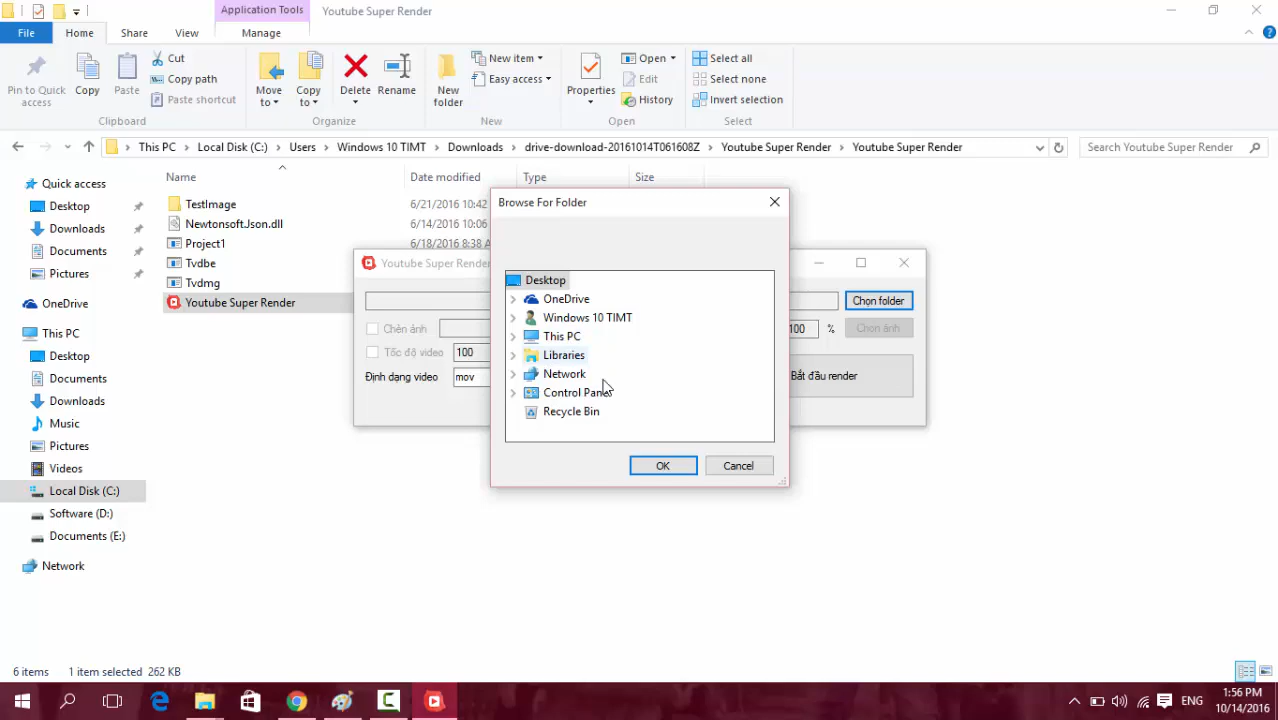 Application Tools
Youtube Super Render
File
Home
Share
View
Manage
Pin to Quick access
Copy
Paste
Cut
Copy path
Paste shortcut
Clipboard
Move to
Copy to
Delete
Rename
Organize
New folder
New item
Easy access
New
Properties
Open
Edit
History
Open
Select all
Select none
Invert selection
Select
This PC
Local Disk (C:)
Users
Windows 10 TIMT
Downloads
drive-download-20161014T061608Z
Youtube Super Render
Youtube Super Render
Search Youtube Super Render
Name
Date modified
Type
Size
Quick access
Desktop
Downloads
Documents
Pictures
OneDrive
This PC
Desktop
Documents
Downloads
Music
Pictures
Videos
Local Disk (C:)
Software (D:)
Documents (E:)
Network
TestImage
6/21/2016 10:42
Newtonsoft.Json.dll
6/14/2016 10:06
Project1
6/18/2016 8:38 A
Tvdbe
Tvdmg
Youtube Super Render
Youtube Super Render
Chọn folder
Chèn ảnh
100
%
Chọn ảnh
Tốc độ video
100
Định dạng video
mov
Bắt đầu render
Browse For Folder
Desktop
OneDrive
Windows 10 TIMT
This PC
Libraries
Network
Control Panel
Recycle Bin
OK
Cancel
6 items
1 item selected
262 KB
ENG
1:56 PM
10/14/2016